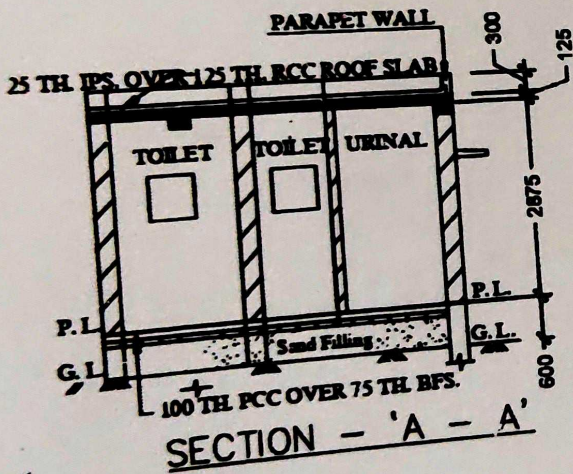 PARAPET WALL
25 TH. IPS. OVER 125 TH. RCC ROOF SLAB
300
125
TOILET
TOILET
URINAL
2875
P.L.
P.L.
G.L.
G.L.
Sand Filling
600
100 TH. PCC OVER 75 TH. BFS.
SECTION - 'A - A'